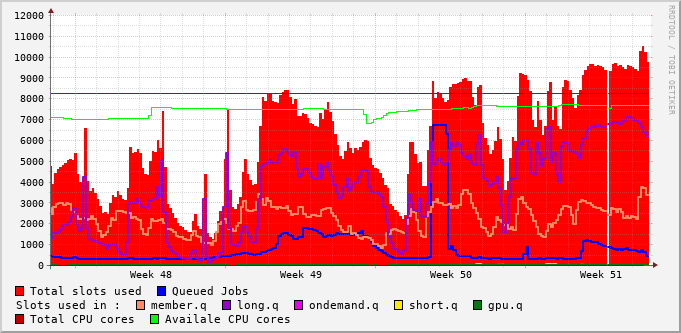 12000
11000
10000
9000
8000
7000
6000
5000
4000
3000
2000
1000
0
Week 48 Week 49 Week 50 Week 51
RRDTOOL / TOBI OETIKER
Total slots used Queued Jobs
Slots used in : member.q long.q ondemand.q short.q gpu.q
Total CPU cores Availale CPU cores